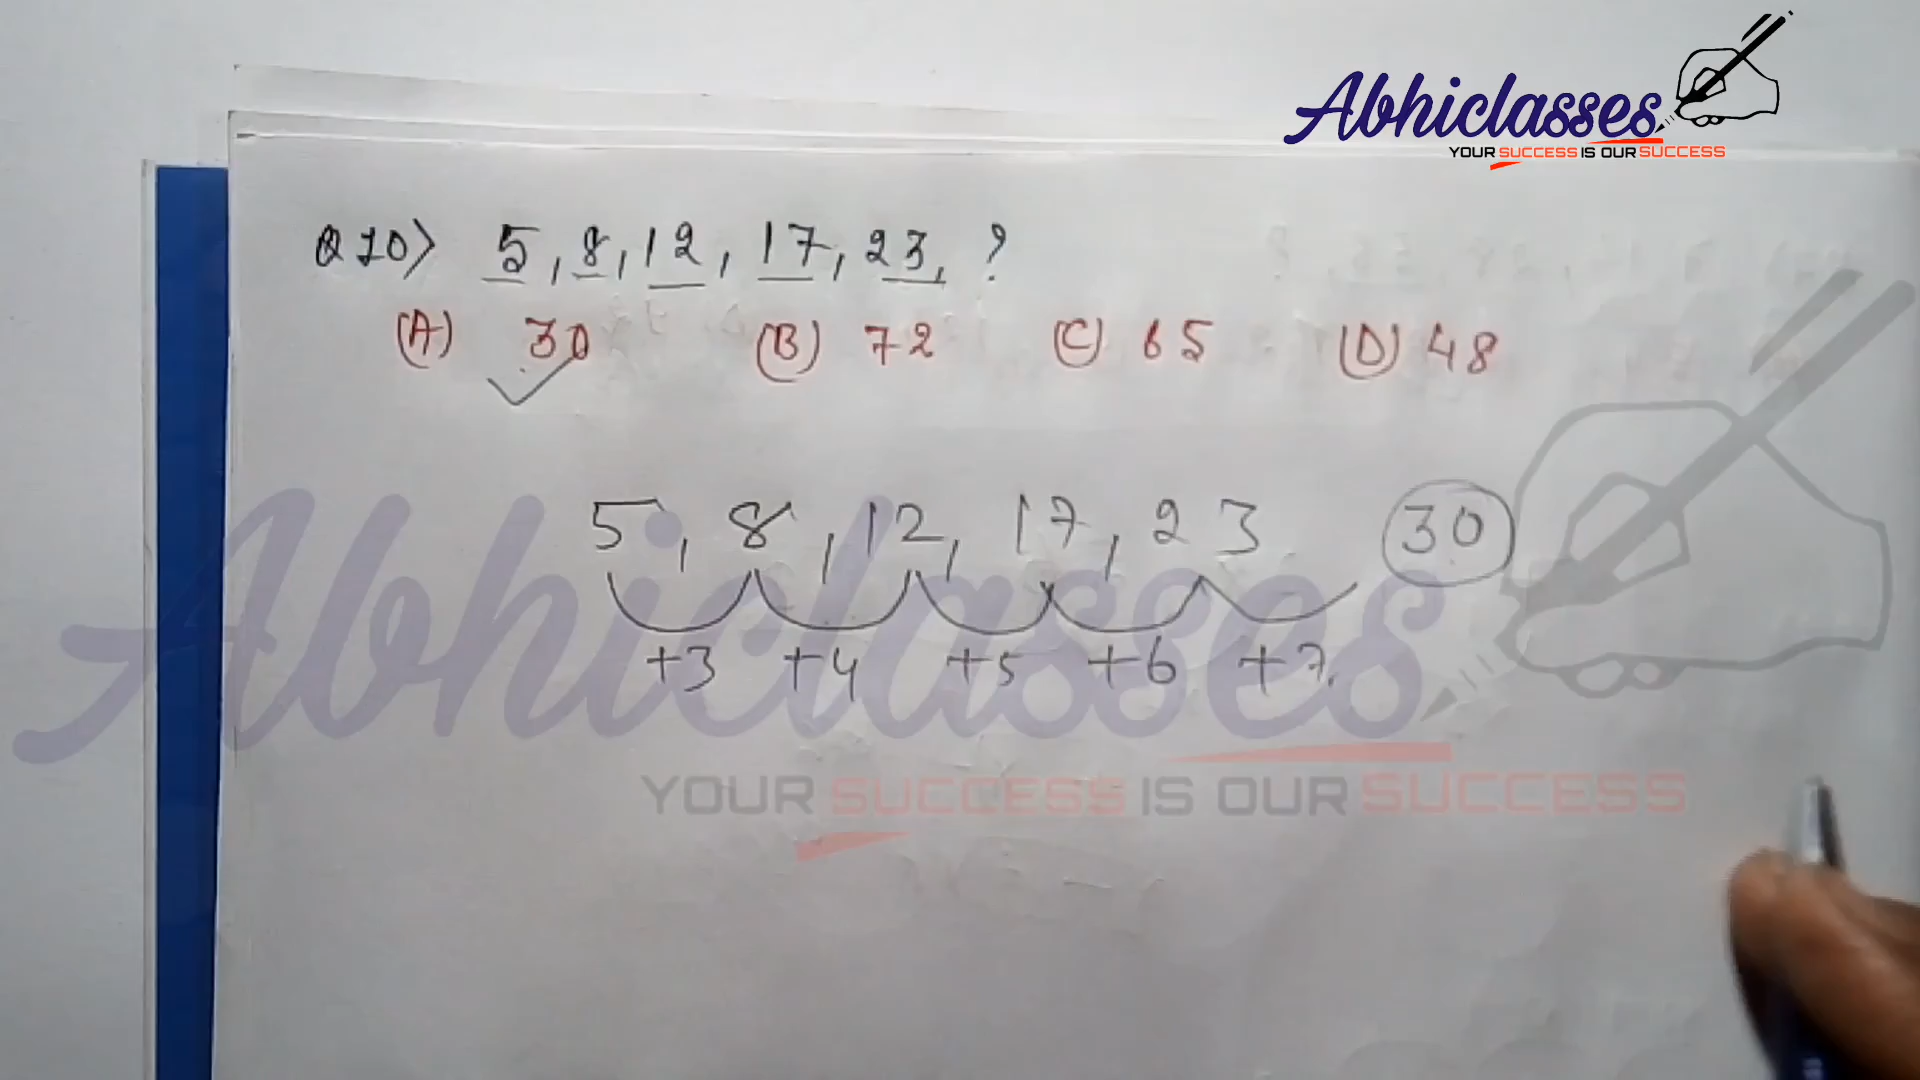 Abhiclasses
YOUR SUCCESS IS OUR SUCCESS
Q10> 5, 8, 12, 17, 23, ?
(A) 30 (B) 72 (C) 65 (D) 48
5, 8, 12, 17, 23 30
+3 +4 +5 +6 +7
Abhiclasses
YOUR SUCCESS IS OUR SUCCESS